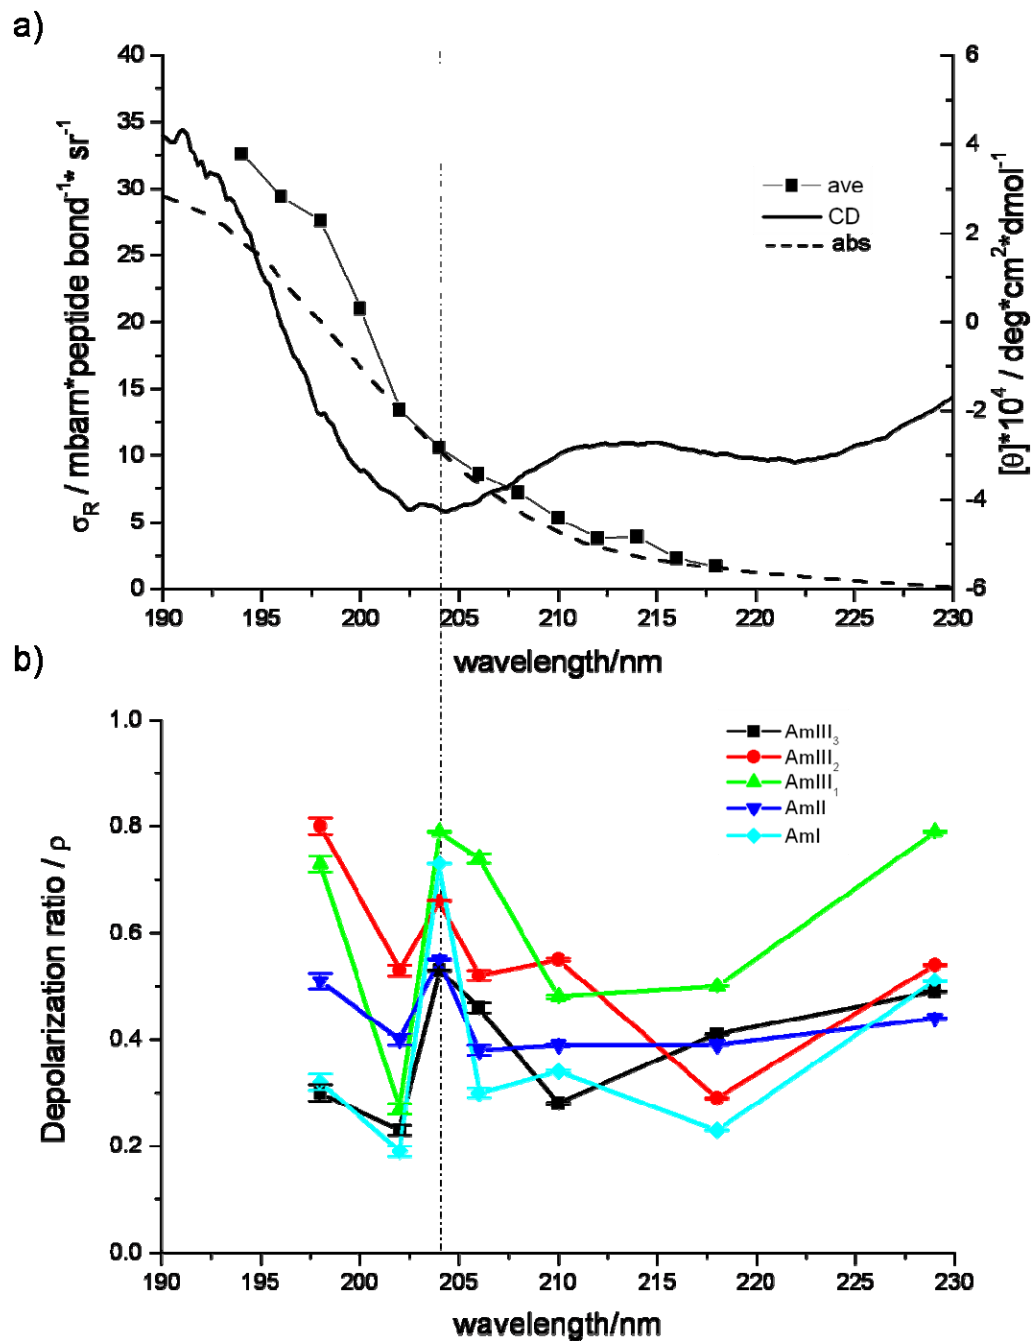 a)
40
35
30
25
20
15
10
5
0
σR / mbarn*peptide bond-1* sr-1
6
4
2
0
-2
-4
-6
[θ]*104 / deg*cm2*dmol-1
ave
CD
abs
190 195 200 205 210 215 220 225 230
wavelength/nm
b)
1.0
0.8
0.6
0.4
0.2
0.0
Depolarization ratio / ρ
AmIII3
AmIII2
AmIII1
AmII
AmI
190 195 200 205 210 215 220 225 230
wavelength/nm